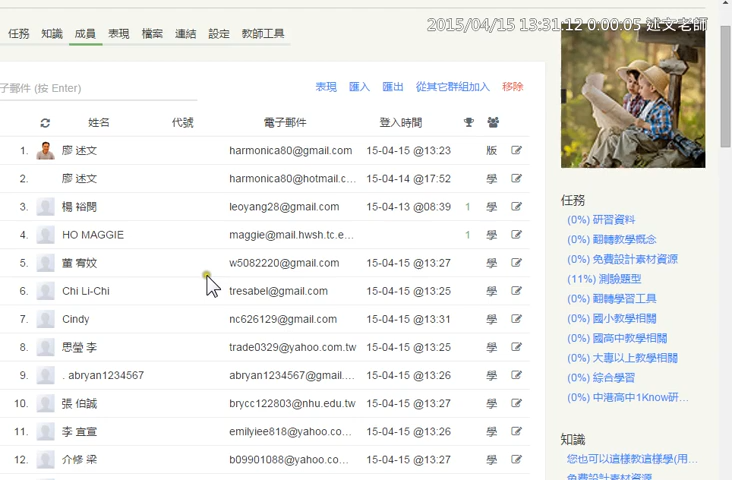 2015/04/15 13:31:12 0:00:05 述文老師
任務 知識 成員 表現 檔案 連結 設定 教師工具
子郵件 (按 Enter)
表現 匯入 匯出 從其它群組加入 移除
姓名 代號 電子郵件 登入時間
1. 廖 述文 harmonica80@gmail.com 15-04-15 @13:23 版
2. 廖 述文 harmonica80@hotmail.c... 15-04-14 @17:52 學
3. 楊 裕閔 leoyang28@gmail.com 15-04-13 @08:39 1 學
4. HO MAGGIE maggie@mail.hwsh.tc.e... 1 學
5. 董 宥妏 w5082220@gmail.com 15-04-15 @13:27 學
6. Chi Li-Chi tresabel@gmail.com 15-04-15 @13:25 學
7. Cindy nc626129@gmail.com 15-04-15 @13:31 學
8. 思瑩 李 trade0329@yahoo.com.tw 15-04-15 @13:25 學
9. . abryan1234567 abryan1234567@gmail.... 15-04-15 @13:26 學
10. 張 伯誠 brycc122803@nhu.edu.tw 15-04-15 @13:27 學
11. 李 宜宣 emilyiee818@yahoo.co... 15-04-15 @13:26 學
12. 介修 梁 b09901088@yahoo.com... 15-04-15 @13:27 學
任務
(0%) 研習資料
(0%) 翻轉教學概念
(0%) 免費設計素材資源
(11%) 測驗題型
(0%) 翻轉學習工具
(0%) 國小教學相關
(0%) 國高中教學相關
(0%) 大專以上教學相關
(0%) 綜合學習
(0%) 中港高中1Know研...
知識
您也可以這樣教這樣學(用...
免費設計素材資源